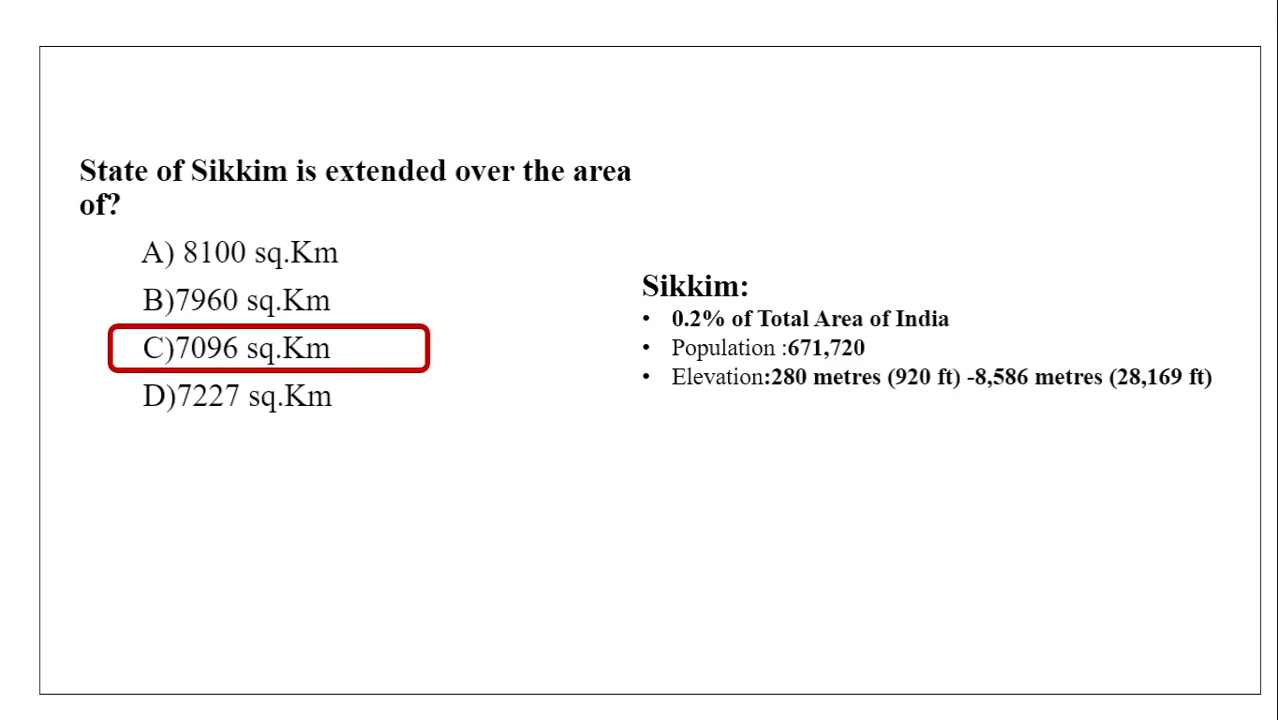 State of Sikkim is extended over the area
of?
A) 8100 sq.Km
B)7960 sq.Km
C)7096 sq.Km
D)7227 sq.Km
Sikkim:
• 0.2% of Total Area of India
• Population :671,720
• Elevation:280 metres (920 ft) -8,586 metres (28,169 ft)